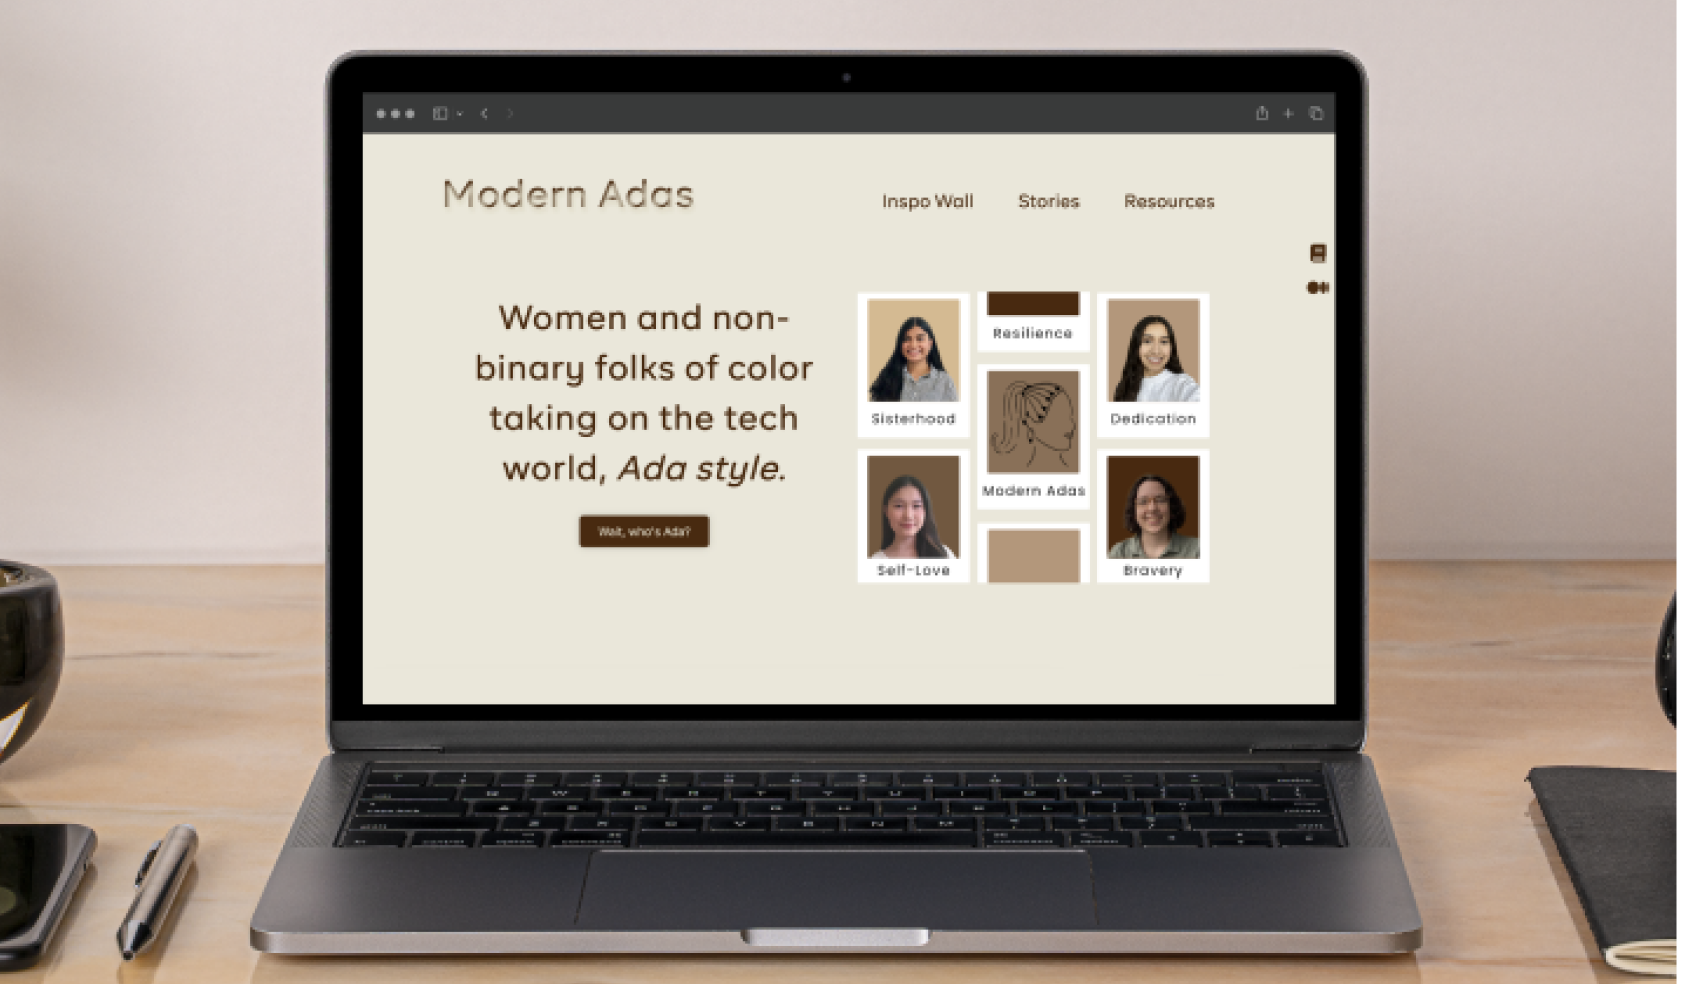 Modern Adas
Inspo Wall
Stories
Resources
Women and non-
binary folks of color
taking on the tech
world, Ada style.
Wait, who's Ada?
Sisterhood
Resilience
Dedication
Modern Adas
Self-Love
Bravery